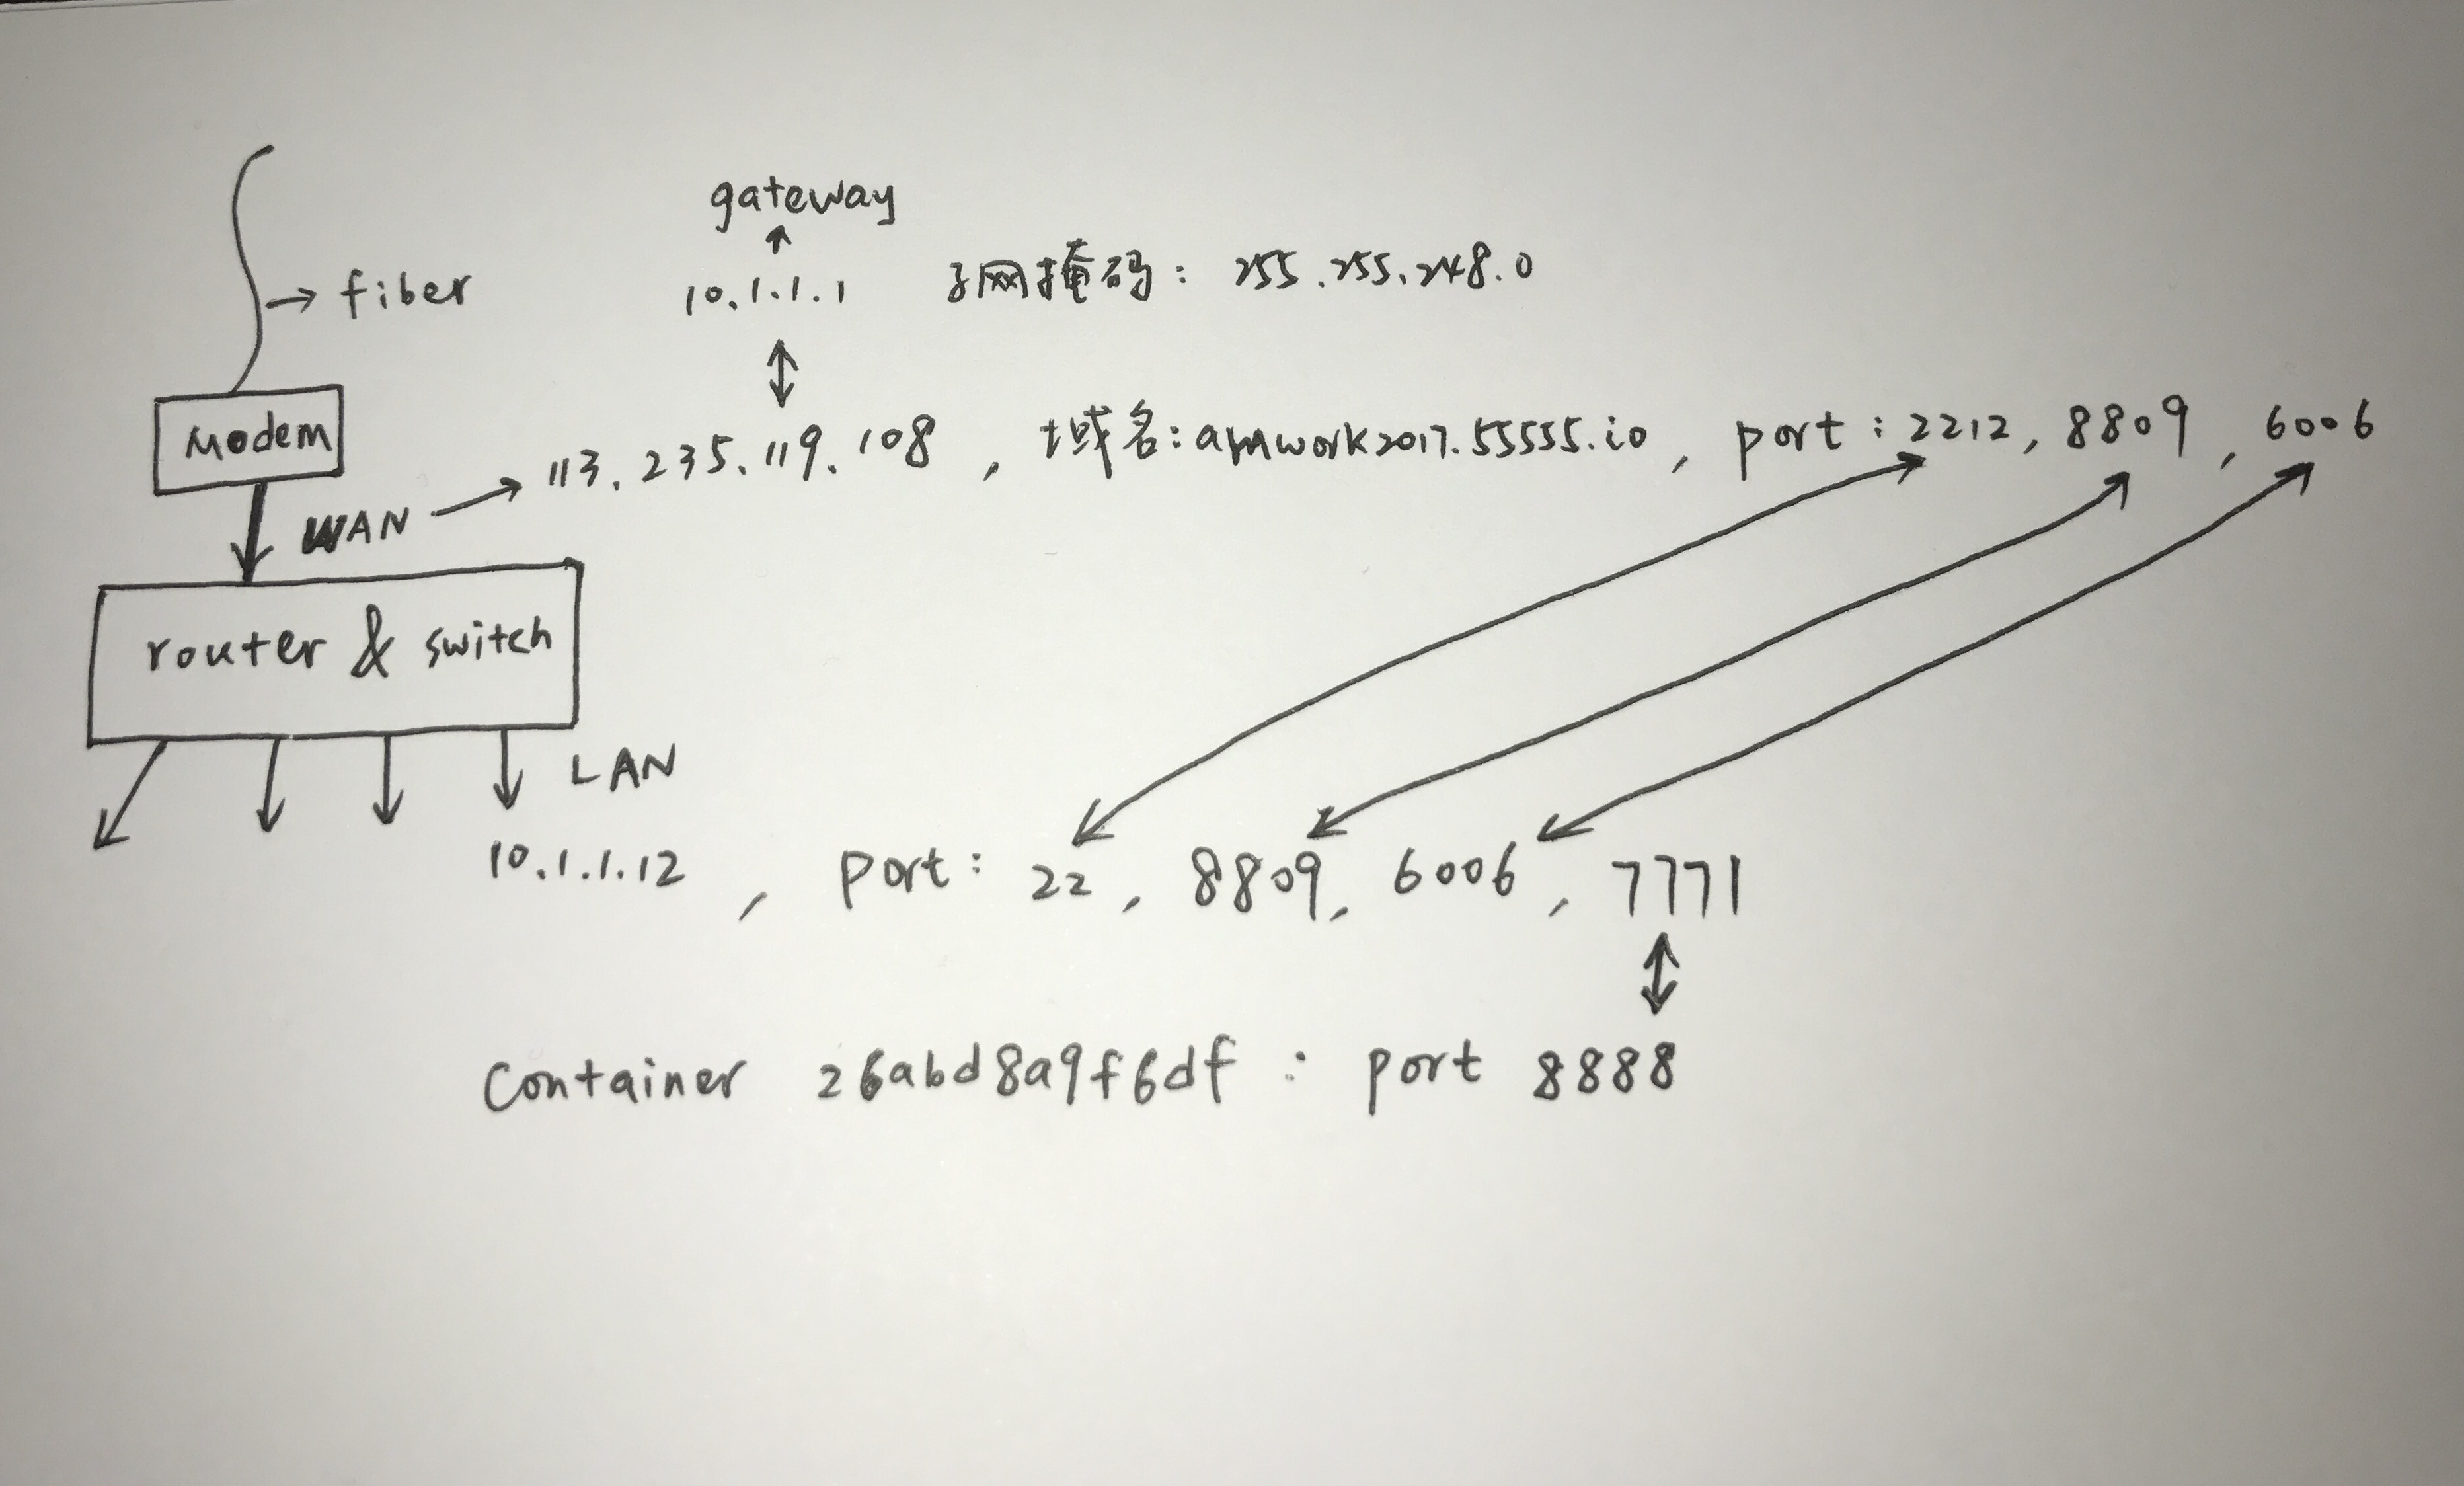 gateway
fiber
10.1.1.1 子网掩码: 255.255.248.0
Modem
WAN
113.235.119.108, 域名:amwork2017.55555.io, port:2212, 8809, 6006
router & switch
LAN
10.1.1.12, port: 22, 8809, 6006, 7771
Container 26abd8a9f6df : port 8888